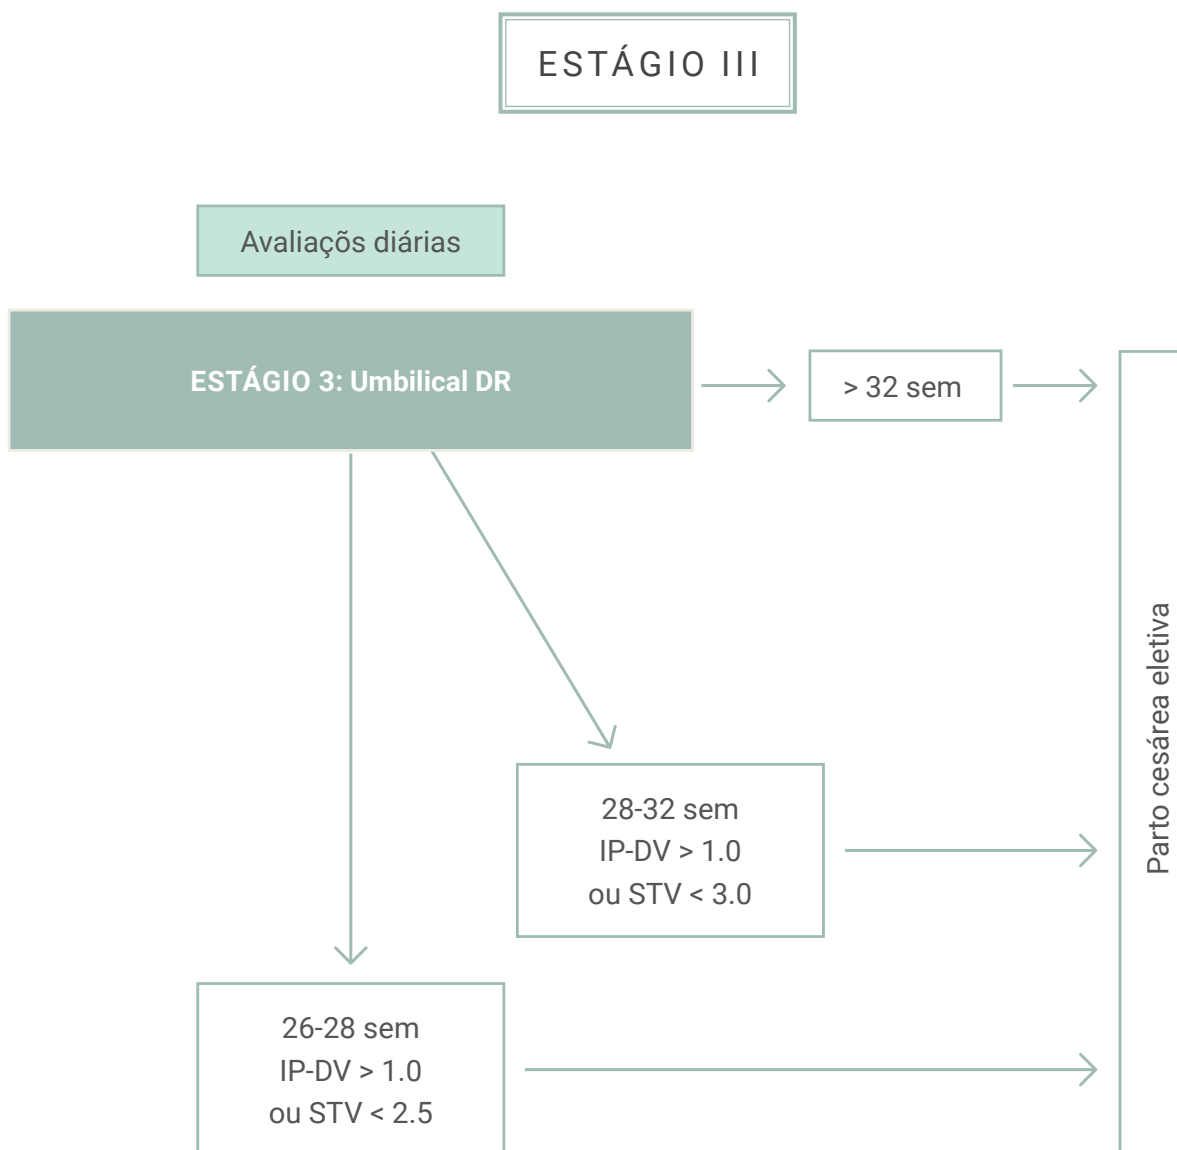 ESTÁGIO III
Avaliaçõs diárias
ESTÁGIO 3: Umbilical DR
> 32 sem
Parto cesárea eletiva
28-32 sem
IP-DV > 1.0
ou STV < 3.0
26-28 sem
IP-DV > 1.0
ou STV < 2.5